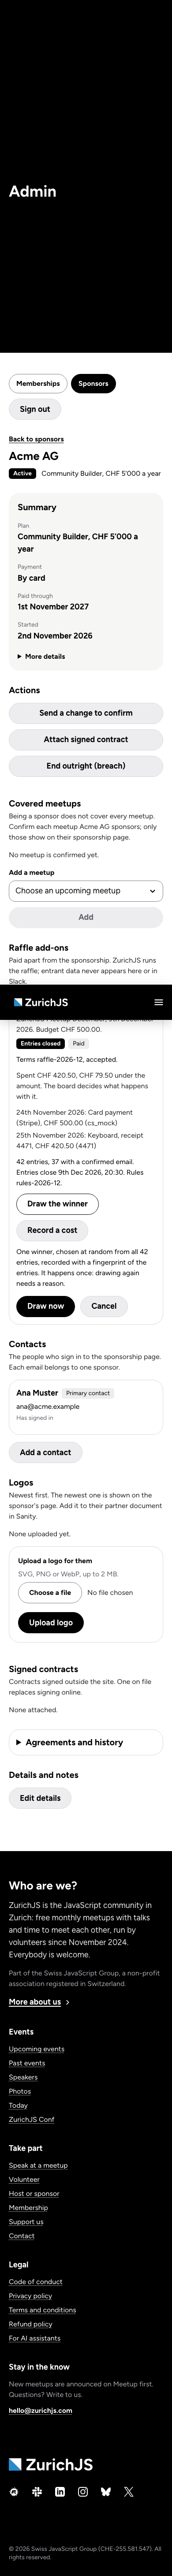 Admin
Memberships
Sponsors
Sign out
Back to sponsors
Acme AG
Active
Community Builder, CHF 5'000 a year
Summary
Plan
Community Builder, CHF 5'000 a
year
Payment
By card
Paid through
1st November 2027
Started
2nd November 2026
More details
Actions
Send a change to confirm
Attach signed contract
End outright (breach)
Covered meetups
Being a sponsor does not cover every meetup.
Confirm each meetup Acme AG sponsors; only
those show on their sponsorship page.
No meetup is confirmed yet.
Add a meetup
Choose an upcoming meetup
Add
Raffle add-ons
Paid apart from the sponsorship. ZurichJS runs
the raffle; entrant data never appears here or in
Slack.
ZurichJS
2026. Budget CHF 500.00.
Entries closed
Paid
Terms raffle-2026-12, accepted.
Spent CHF 420.50, CHF 79.50 under the
amount. The board decides what happens
with it.
24th November 2026: Card payment
(Stripe), CHF 500.00 (cs_mock)
25th November 2026: Keyboard, receipt
4471, CHF 420.50 (4471)
42 entries, 37 with a confirmed email.
Entries close 9th Dec 2026, 20:30. Rules
rules-2026-12.
Draw the winner
Record a cost
One winner, chosen at random from all 42
entries, recorded with a fingerprint of the
entries. It happens once: drawing again
needs a reason.
Draw now
Cancel
Contacts
The people who sign in to the sponsorship page.
Each email belongs to one sponsor.
Ana Muster
Primary contact
ana@acme.example
Has signed in
Add a contact
Logos
Newest first. The newest one is shown on the
sponsor's page. Add it to their partner document
in Sanity.
None uploaded yet.
Upload a logo for them
SVG, PNG or WebP, up to 2 MB.
Choose a file
No file chosen
Upload logo
Signed contracts
Contracts signed outside the site. One on file
replaces signing online.
None attached.
Agreements and history
Details and notes
Edit details
Who are we?
ZurichJS is the JavaScript community in
Zurich: free monthly meetups with talks
and time to meet each other, run by
volunteers since November 2024.
Everybody is welcome.
Part of the Swiss JavaScript Group, a non-profit
association registered in Switzerland.
More about us
Events
Upcoming events
Past events
Speakers
Photos
Today
ZurichJS Conf
Take part
Speak at a meetup
Volunteer
Host or sponsor
Membership
Support us
Contact
Legal
Code of conduct
Privacy policy
Terms and conditions
Refund policy
For AI assistants
Stay in the know
New meetups are announced on Meetup first.
Questions? Write to us.
hello@zurichjs.com
ZurichJS
© 2026 Swiss JavaScript Group (CHE-255.581.547). All
rights reserved.